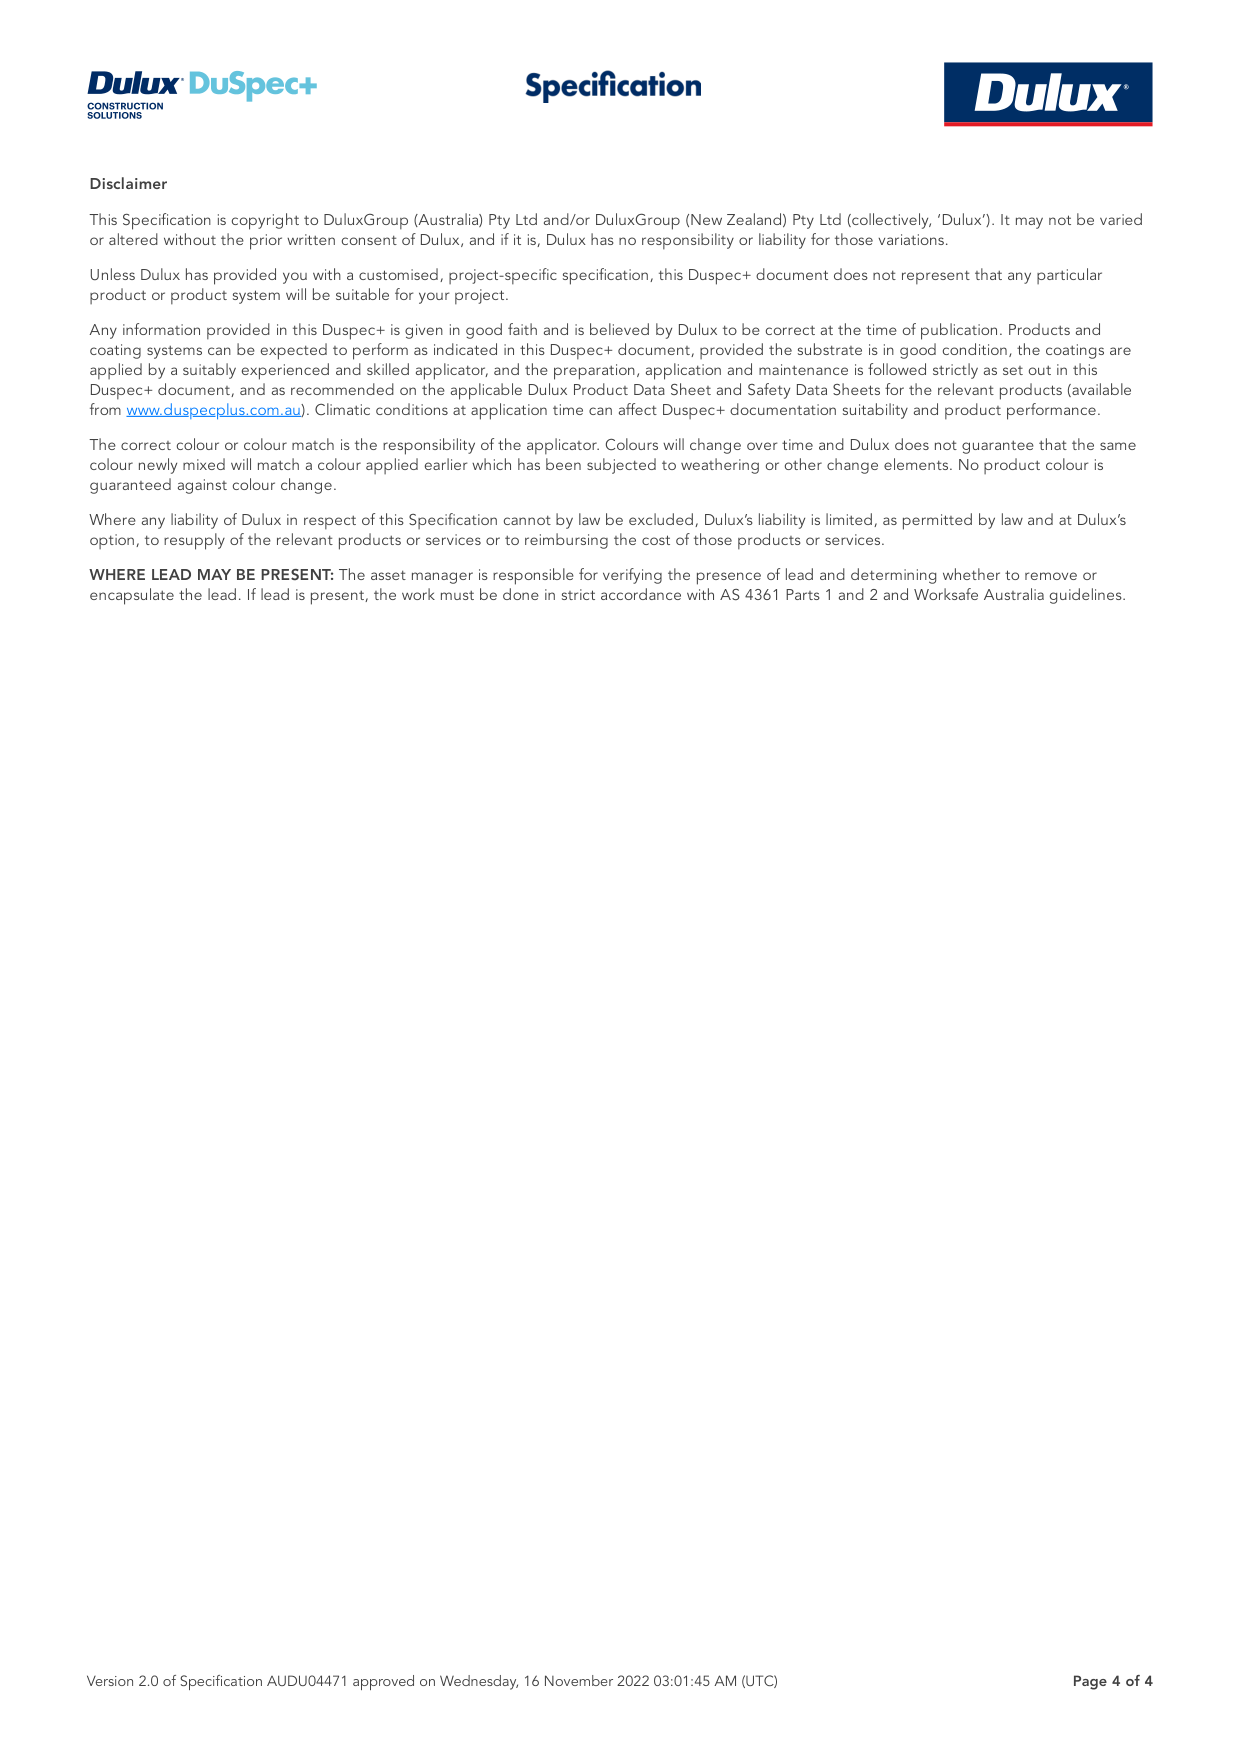 Dulux® DuSpec+
CONSTRUCTION
SOLUTIONS
Specification
Dulux®
Disclaimer
This Specification is copyright to DuluxGroup (Australia) Pty Ltd and/or DuluxGroup (New Zealand) Pty Ltd (collectively, ‘Dulux’). It may not be varied
or altered without the prior written consent of Dulux, and if it is, Dulux has no responsibility or liability for those variations.
Unless Dulux has provided you with a customised, project-specific specification, this Duspec+ document does not represent that any particular
product or product system will be suitable for your project.
Any information provided in this Duspec+ is given in good faith and is believed by Dulux to be correct at the time of publication. Products and
coating systems can be expected to perform as indicated in this Duspec+ document, provided the substrate is in good condition, the coatings are
applied by a suitably experienced and skilled applicator, and the preparation, application and maintenance is followed strictly as set out in this
Duspec+ document, and as recommended on the applicable Dulux Product Data Sheet and Safety Data Sheets for the relevant products (available
from www.duspecplus.com.au). Climatic conditions at application time can affect Duspec+ documentation suitability and product performance.
The correct colour or colour match is the responsibility of the applicator. Colours will change over time and Dulux does not guarantee that the same
colour newly mixed will match a colour applied earlier which has been subjected to weathering or other change elements. No product colour is
guaranteed against colour change.
Where any liability of Dulux in respect of this Specification cannot by law be excluded, Dulux’s liability is limited, as permitted by law and at Dulux’s
option, to resupply of the relevant products or services or to reimbursing the cost of those products or services.
WHERE LEAD MAY BE PRESENT: The asset manager is responsible for verifying the presence of lead and determining whether to remove or
encapsulate the lead. If lead is present, the work must be done in strict accordance with AS 4361 Parts 1 and 2 and Worksafe Australia guidelines.
Version 2.0 of Specification AUDU04471 approved on Wednesday, 16 November 2022 03:01:45 AM (UTC)
Page 4 of 4